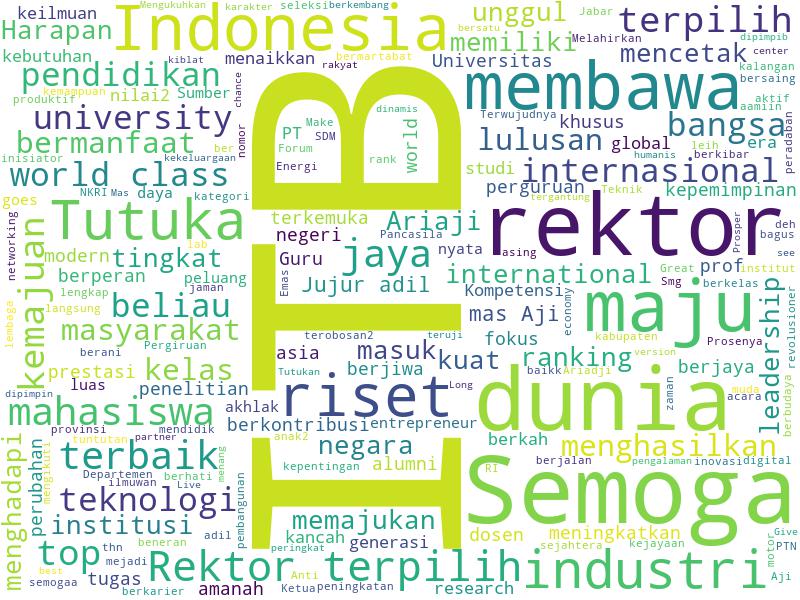 keilmuan
Mengukuhkan karakter seleksi berkembang
Harapan
Indonesia
unggul
Jabar
terpilih
bersatu
kebutuhan
kiblat
menaikkan
bermartabat
rakyat
memiliki
Melahirkan
dipimpib
Universitas
mencetak
center
kalangan
pendidikan
kemampuan
produktif
nilai2
Sumber
chance
membawa
bersaing
aktif
aamiin
university
nomor
dinamis
Make
PT
SDM
Forum
Energi
rank
world
Terwujudnya
khusus
bangsa
peradaban
bermanfaat
ber
lulusan
global
leih
era
inisiator
kekeluargaan
humanis
berkibar
world class
studi
internasional
NKRI
Mas
daya
kategori
perguruan
Teknik
kepemimpinan
goes
tergantung
networking
kemajuan
Tutuka
terkemuka
Ariaji
negeri
Pancasila
rektor
Prosper
deh
bagus
see
lab
modern
tingkat
Guru
jaya
nyata
asing
berperan
peluang
Emas
Jujur adil
international
Great
prof
institut
lengkap
jaman
Kompetensi
Smg
berkelas
lembaga
langsung
beliau
mas Aji
economy
maju
leadership
revolusioner
masyarakat
terobosan2
teruji
fokus
kabupaten
Prosenya
berani
Pergiruan
asia
masuk
kuat
ranking
version
prestasi
kelas
Tutukan
berjiwa
baikk
Ariadji
berjaya
dipimpin
luas
penelitian
riset
Long
dunia
zaman
muda
acara
berbudaya
mahasiswa
akhlak
berkontribusi
entrepreneur
berkah
provinsi
mendidik
anak2
negara
menghasilkan
menghadapi
perubahan
tuntutan
partner
mengikuti
terbaik
menang
kepentingan
alumni
RI
berjalan
pengalaman
inovasi
digital
Departemen
berhati
ilmuwan
Live
pembangunan
ITB
Semoga
teknologi
institusi
adil
memajukan
dosen
meningkatkan
Give
beneran
kancah
generasi
sejahtera
kejayaan
motor
PTN
top
thn
mejadi
peringkat
Rektor terpilih
industri
best
semogaa
tugas
berkarier
amanah
Anti
Ketua
peningkatan
research
Aji